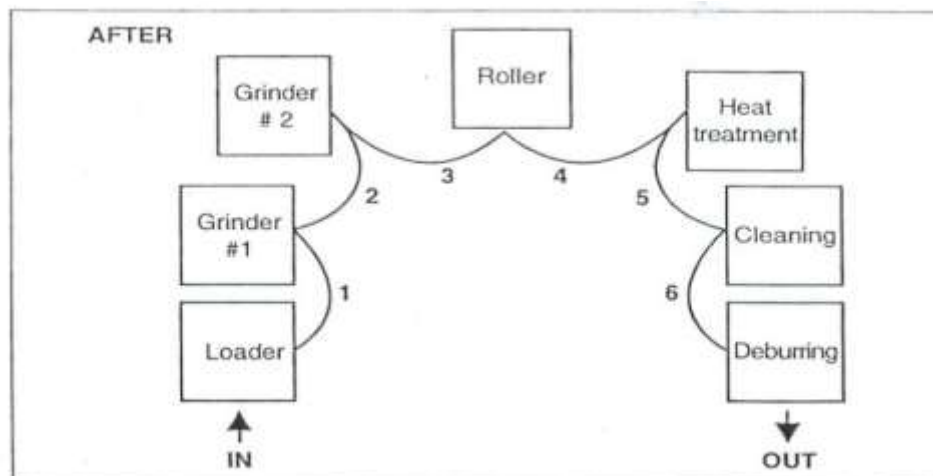 AFTER
Grinder
# 2
Roller
Heat
treatment
3
4
2
5
Grinder
#1
Cleaning
1
6
Loader
Deburring
IN
OUT